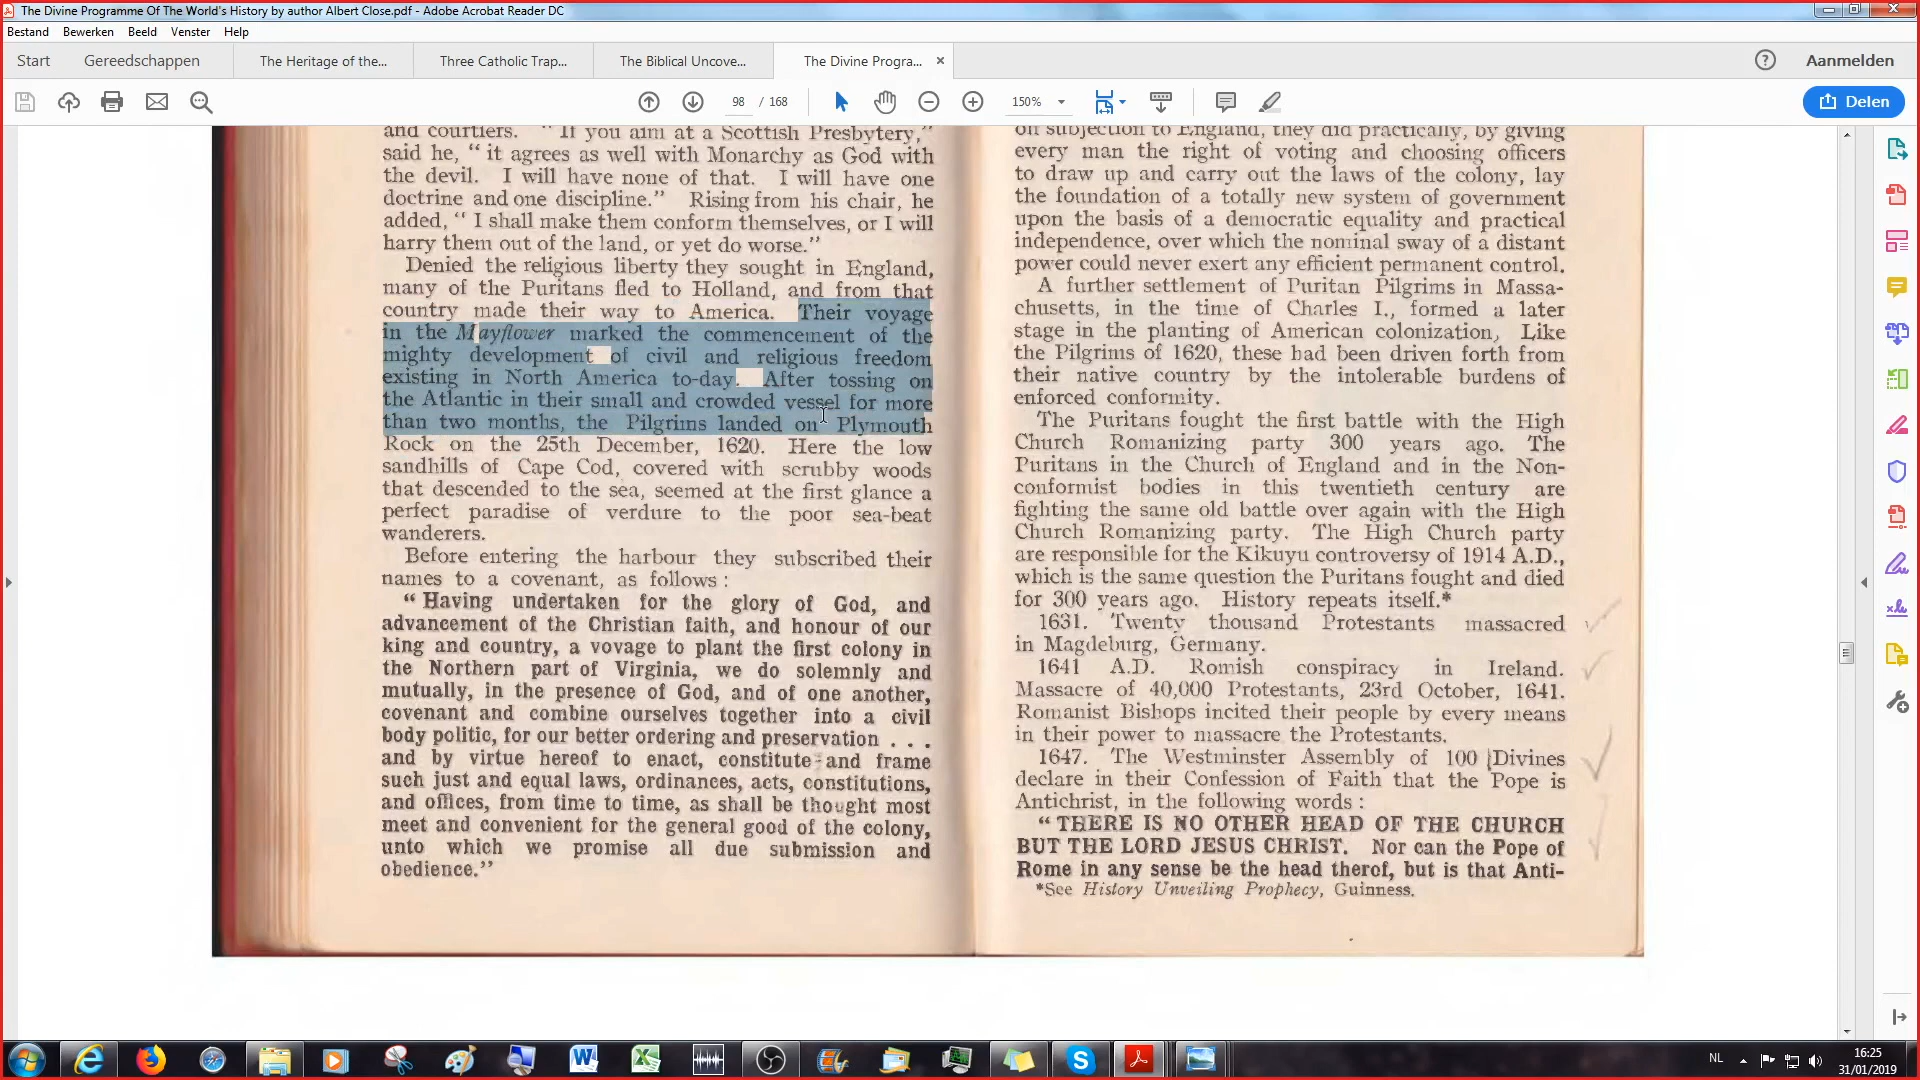 The Divine Programme Of The World's History by author Albert Close.pdf - Adobe Acrobat Reader DC
Bestand Bewerken Beeld Venster Help
Start Gereedschappen The Heritage of the... Three Catholic Trap... The Biblical Uncove... The Divine Progra... Aanmelden
98 / 168 150% Delen
and courtiers. "If you aim at a Scottish Presbytery,"
said he, "it agrees as well with Monarchy as God with
the devil. I will have none of that. I will have one
doctrine and one discipline." Rising from his chair, he
added, "I shall make them conform themselves, or I will
harry them out of the land, or yet do worse."
Denied the religious liberty they sought in England,
many of the Puritans fled to Holland, and from that
country made their way to America. Their voyage
in the Mayflower marked the commencement of the
mighty development of civil and religious freedom
existing in North America to-day. After tossing on
the Atlantic in their small and crowded vessel for more
than two months, the Pilgrims landed on Plymouth
Rock on the 25th December, 1620. Here the low
sandhills of Cape Cod, covered with scrubby woods
that descended to the sea, seemed at the first glance a
perfect paradise of verdure to the poor sea-beat
wanderers.
Before entering the harbour they subscribed their
names to a covenant, as follows :
"Having undertaken for the glory of God, and
advancement of the Christian faith, and honour of our
king and country, a voyage to plant the first colony in
the Northern part of Virginia, we do solemnly and
mutually, in the presence of God, and of one another,
covenant and combine ourselves together into a civil
body politic, for our better ordering and preservation . . .
and by virtue hereof to enact, constitute and frame
such just and equal laws, ordinances, acts, constitutions,
and offices, from time to time, as shall be thought most
meet and convenient for the general good of the colony,
unto which we promise all due submission and
obedience."
on subjection to England, they did practically, by giving
every man the right of voting and choosing officers
to draw up and carry out the laws of the colony, lay
the foundation of a totally new system of government
upon the basis of a democratic equality and practical
independence, over which the nominal sway of a distant
power could never exert any efficient permanent control.
A further settlement of Puritan Pilgrims in Massa-
chusetts, in the time of Charles I., formed a later
stage in the planting of American colonization, Like
the Pilgrims of 1620, these had been driven forth from
their native country by the intolerable burdens of
enforced conformity.
The Puritans fought the first battle with the High
Church Romanizing party 300 years ago. The
Puritans in the Church of England and in the Non-
conformist bodies in this twentieth century are
fighting the same old battle over again with the High
Church Romanizing party. The High Church party
are responsible for the Kikuyu controversy of 1914 A.D.,
which is the same question the Puritans fought and died
for 300 years ago. History repeats itself.*
1631. Twenty thousand Protestants massacred
in Magdeburg, Germany.
1641 A.D. Romish conspiracy in Ireland.
Massacre of 40,000 Protestants, 23rd October, 1641.
Romanist Bishops incited their people by every means
in their power to massacre the Protestants.
1647. The Westminster Assembly of 100 Divines
declare in their Confession of Faith that the Pope is
Antichrist, in the following words :
"THERE IS NO OTHER HEAD OF THE CHURCH
BUT THE LORD JESUS CHRIST. Nor can the Pope of
Rome in any sense be the head therof, but is that Anti-
*See History Unveiling Prophecy, Guinness.
NL 16:25
31/01/2019